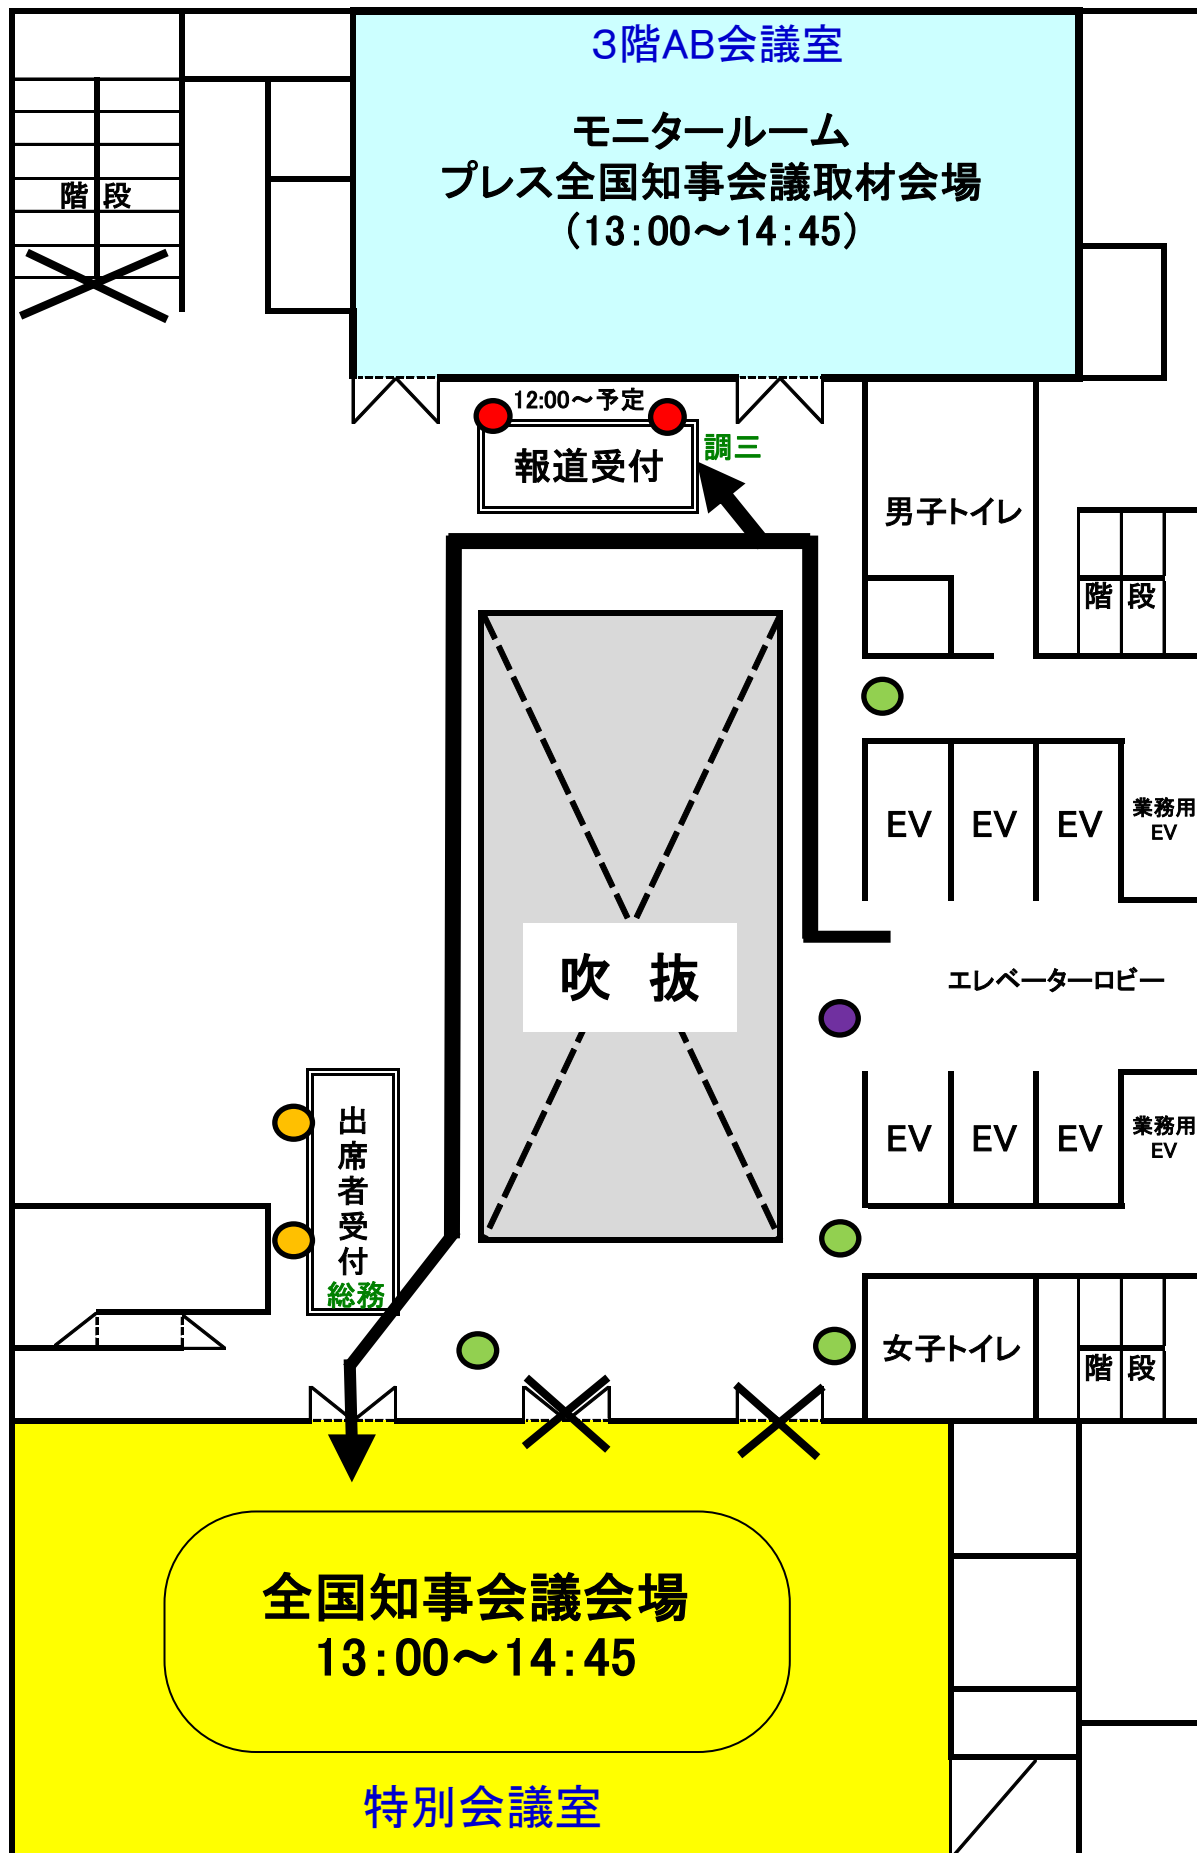 3階AB会議室
モニタールーム
プレス全国知事会議取材会場
(13:00~14:45)
階段
12:00~予定
報道受付
調三
男子トイレ
階段
EV
EV
EV
業務用
EV
吹 抜
エレベーターロビー
EV
EV
EV
業務用
EV
出席者受付
総務
女子トイレ
階段
全国知事会議会場
13:00~14:45
特別会議室